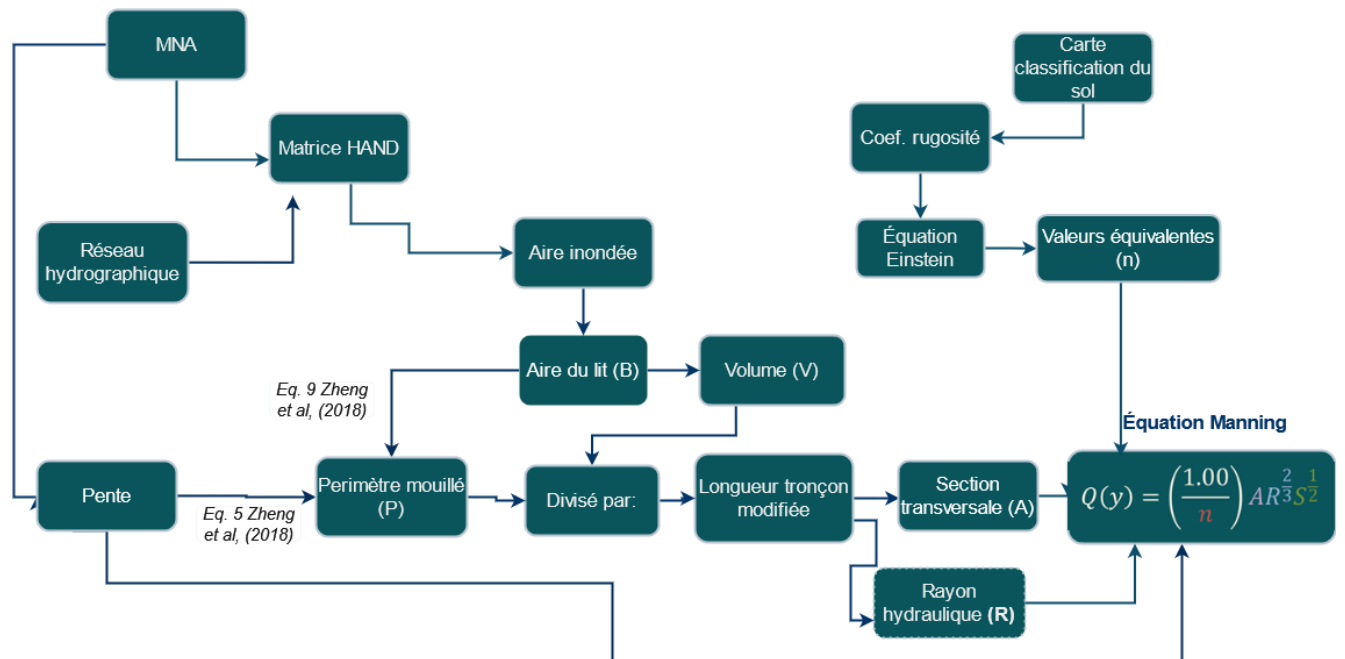 MNA
Carte
classification du
sol
Coef. rugosité
Matrice HAND
Réseau
hydrographique
Aire inondée
Équation
Einstein
Valeurs équivalentes
(n)
Aire du lit (B)
Volume (V)
Eq. 9 Zheng
et al, (2018)
Équation Manning
Pente
Eq. 5 Zheng
et al, (2018)
Perimètre mouillé
(P)
Divisé par:
Longueur tronçon
modifiée
Section
transversale (A)
Q(y) = (1.00/n) AR^2/3 S^1/2
Rayon
hydraulique (R)